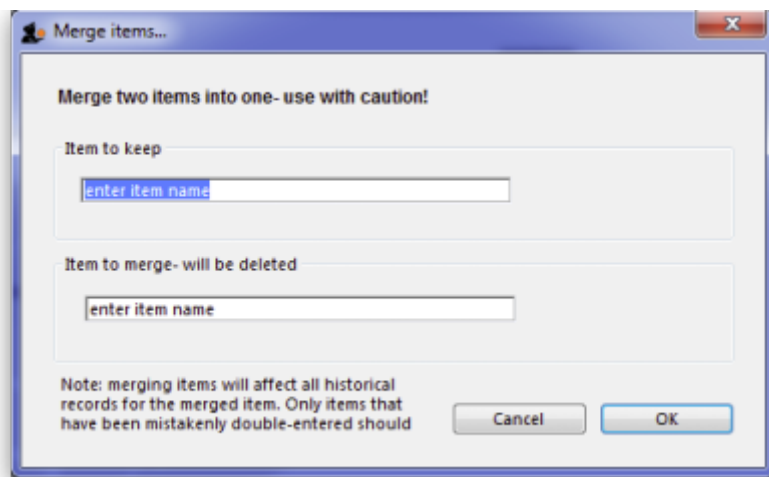 Merge items...
Merge two items into one- use with caution!
Item to keep
enter item name
Item to merge- will be deleted
enter item name
Note: merging items will affect all historical
records for the merged item. Only items that
have been mistakenly double-entered should
Cancel
OK